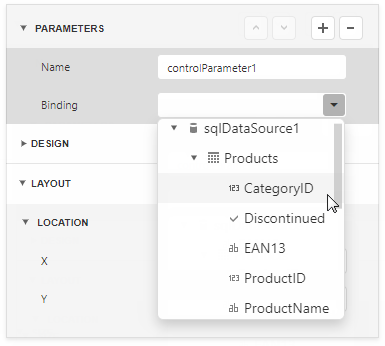 PARAMETERS
Name controlParameter1
Binding
sqlDataSource1
DESIGN
Products
LAYOUT
123 CategoryID
LOCATION
Discontinued
ab EAN13
X
123 ProductID
Y
ab ProductName